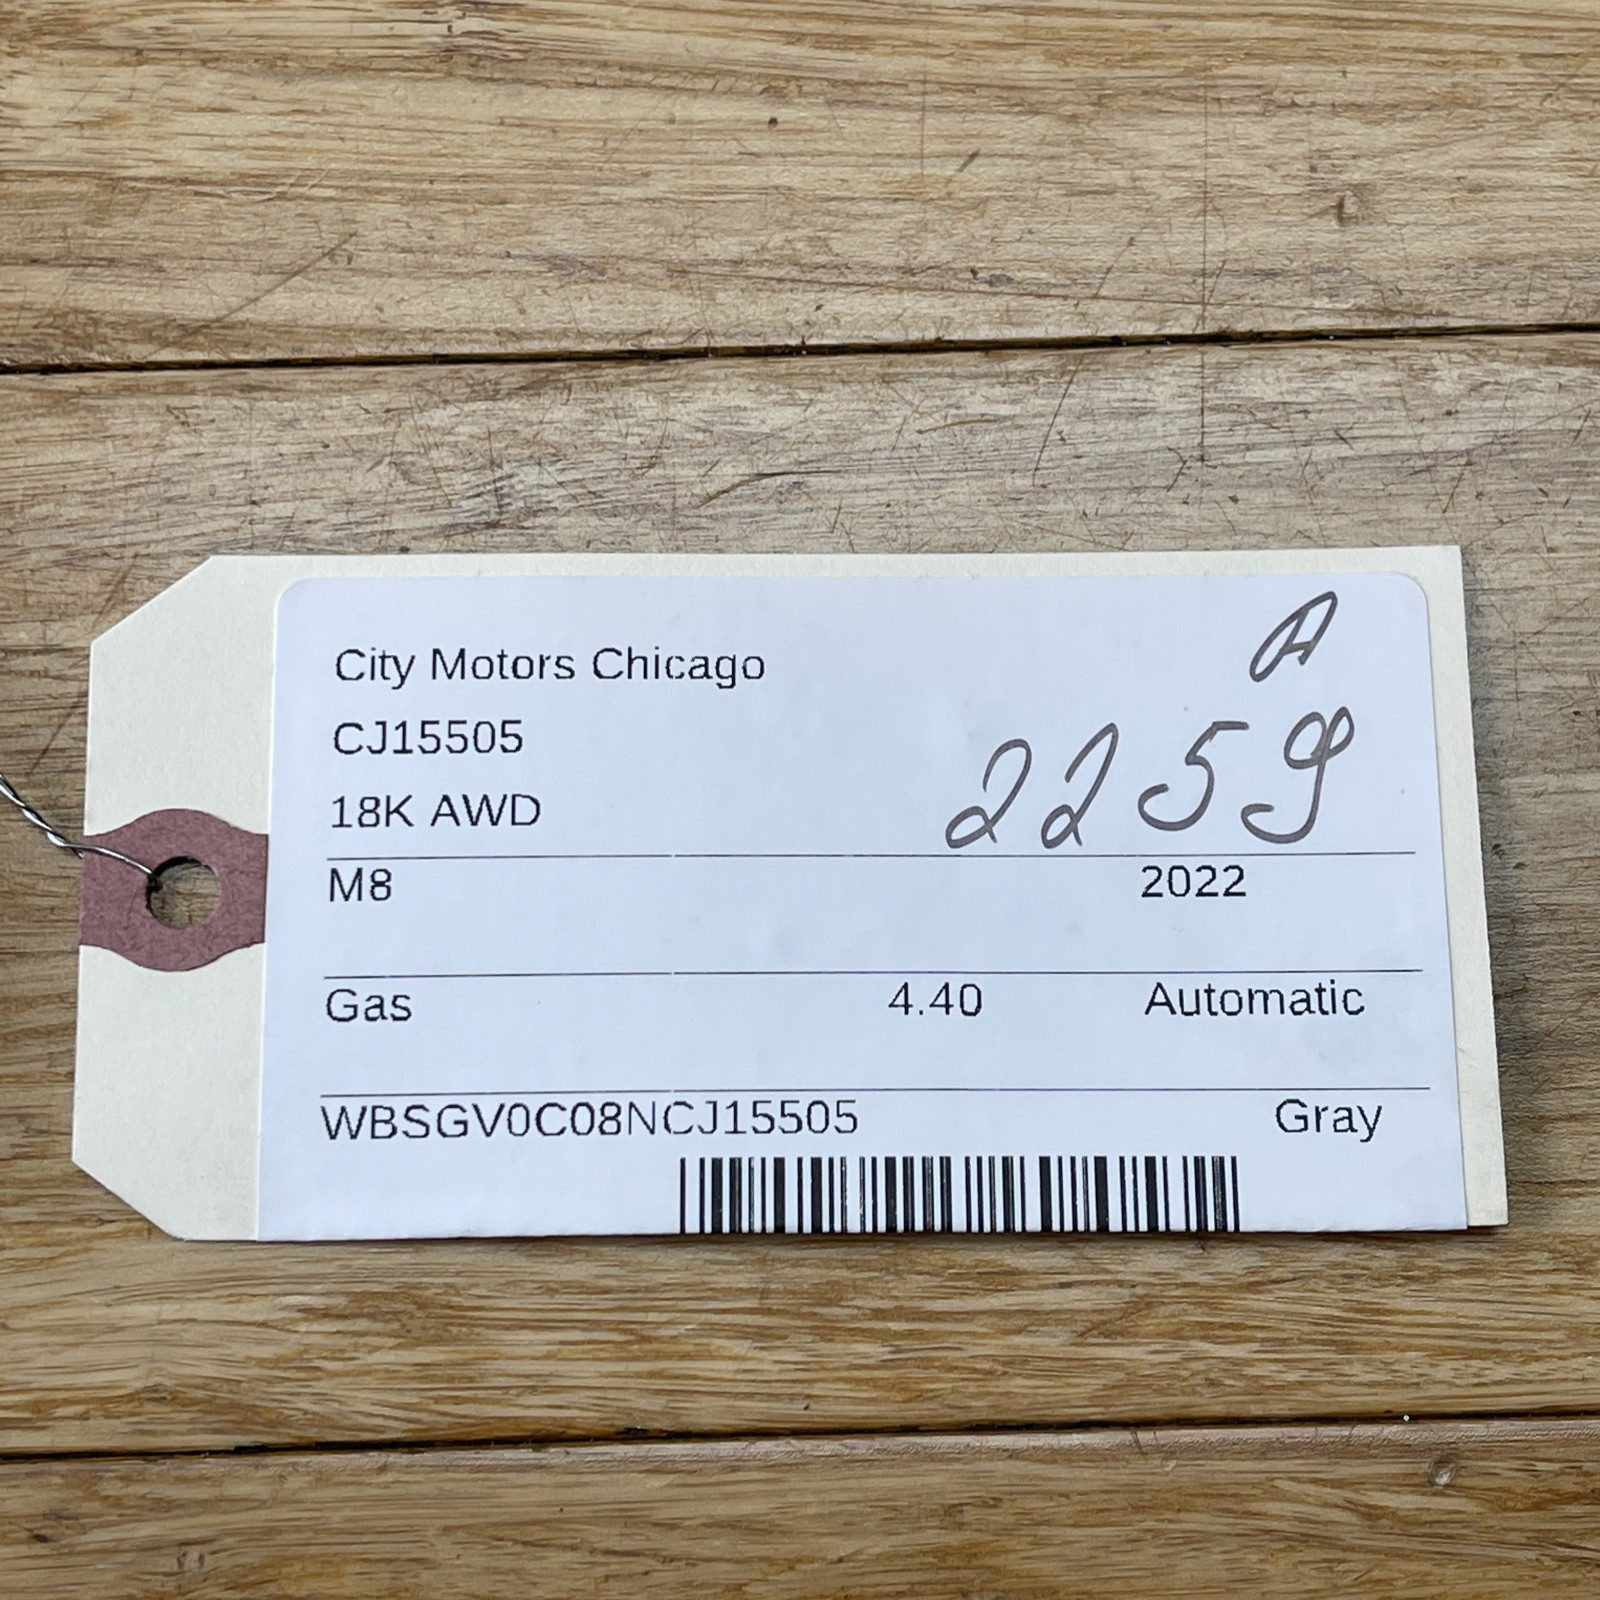 City Motors Chicago
A
CJ15505
2259
18K AWD
M8 2022
Gas 4.40 Automatic
WBSGV0C08NCJ15505 Gray